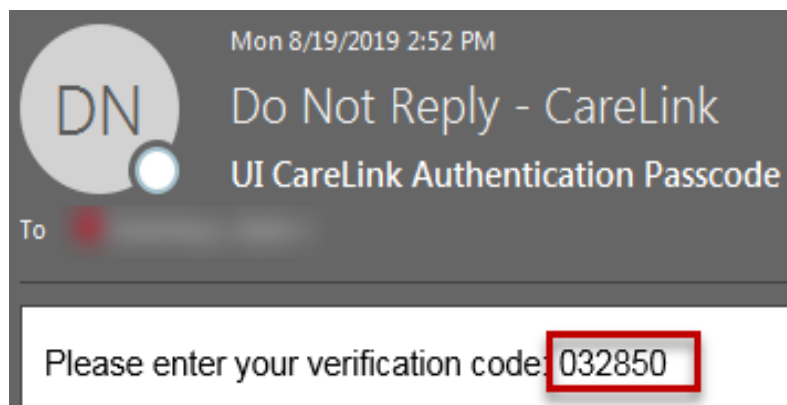 Mon 8/19/2019 2:52 PM
DN
Do Not Reply - CareLink
UI CareLink Authentication Passcode
To
Please enter your verification code: 032850